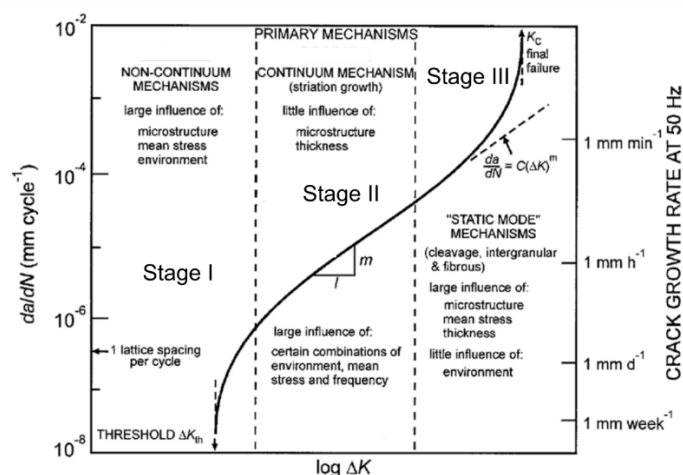 PRIMARY MECHANISMS
NON-CONTINUUM
MECHANISMS
large influence of:
microstructure
mean stress
environment
CONTINUUM MECHANISM
(striation growth)
little influence of:
microstructure
thickness
Stage III
K_C
final
failure
da/dN = C(ΔK)^m
Stage II
Stage I
m
l
"STATIC MODE"
MECHANISMS
(cleavage, intergranular
& fibrous)
large influence of:
microstructure
mean stress
thickness
little influence of:
environment
large influence of:
certain combinations of
environment, mean
stress and frequency
1 lattice spacing
per cycle
THRESHOLD ΔK_th
10^-2
10^-4
10^-6
10^-8
da/dN (mm cycle^-1)
log ΔK
1 mm min^-1
1 mm h^-1
1 mm d^-1
1 mm week^-1
CRACK GROWTH RATE AT 50 Hz